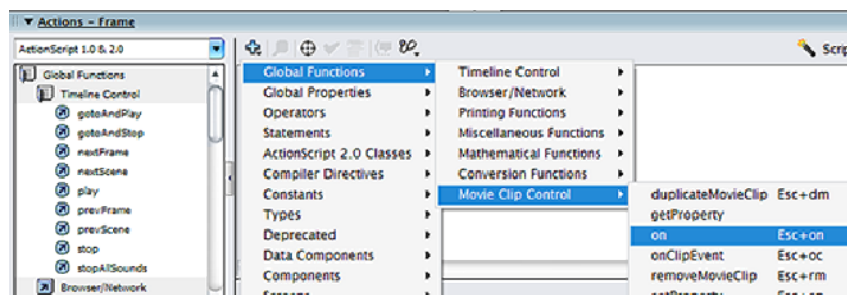 Actions - Frame
ActionScript 1.0 & 2.0
Scrip
Global Functions
Timeline Control
gotoAndPlay
gotoAndStop
nextFrame
nextScene
play
prevFrame
prevScene
stop
stopAllSounds
Browser/Network
Global Functions
Global Properties
Operators
Statements
ActionScript 2.0 Classes
Compiler Directives
Constants
Types
Deprecated
Data Components
Components
Timeline Control
Browser/Network
Printing Functions
Miscellaneous Functions
Mathematical Functions
Conversion Functions
Movie Clip Control
duplicateMovieClip Esc+dm
getProperty
on Esc+on
onClipEvent Esc+oc
removeMovieClip Esc+rm